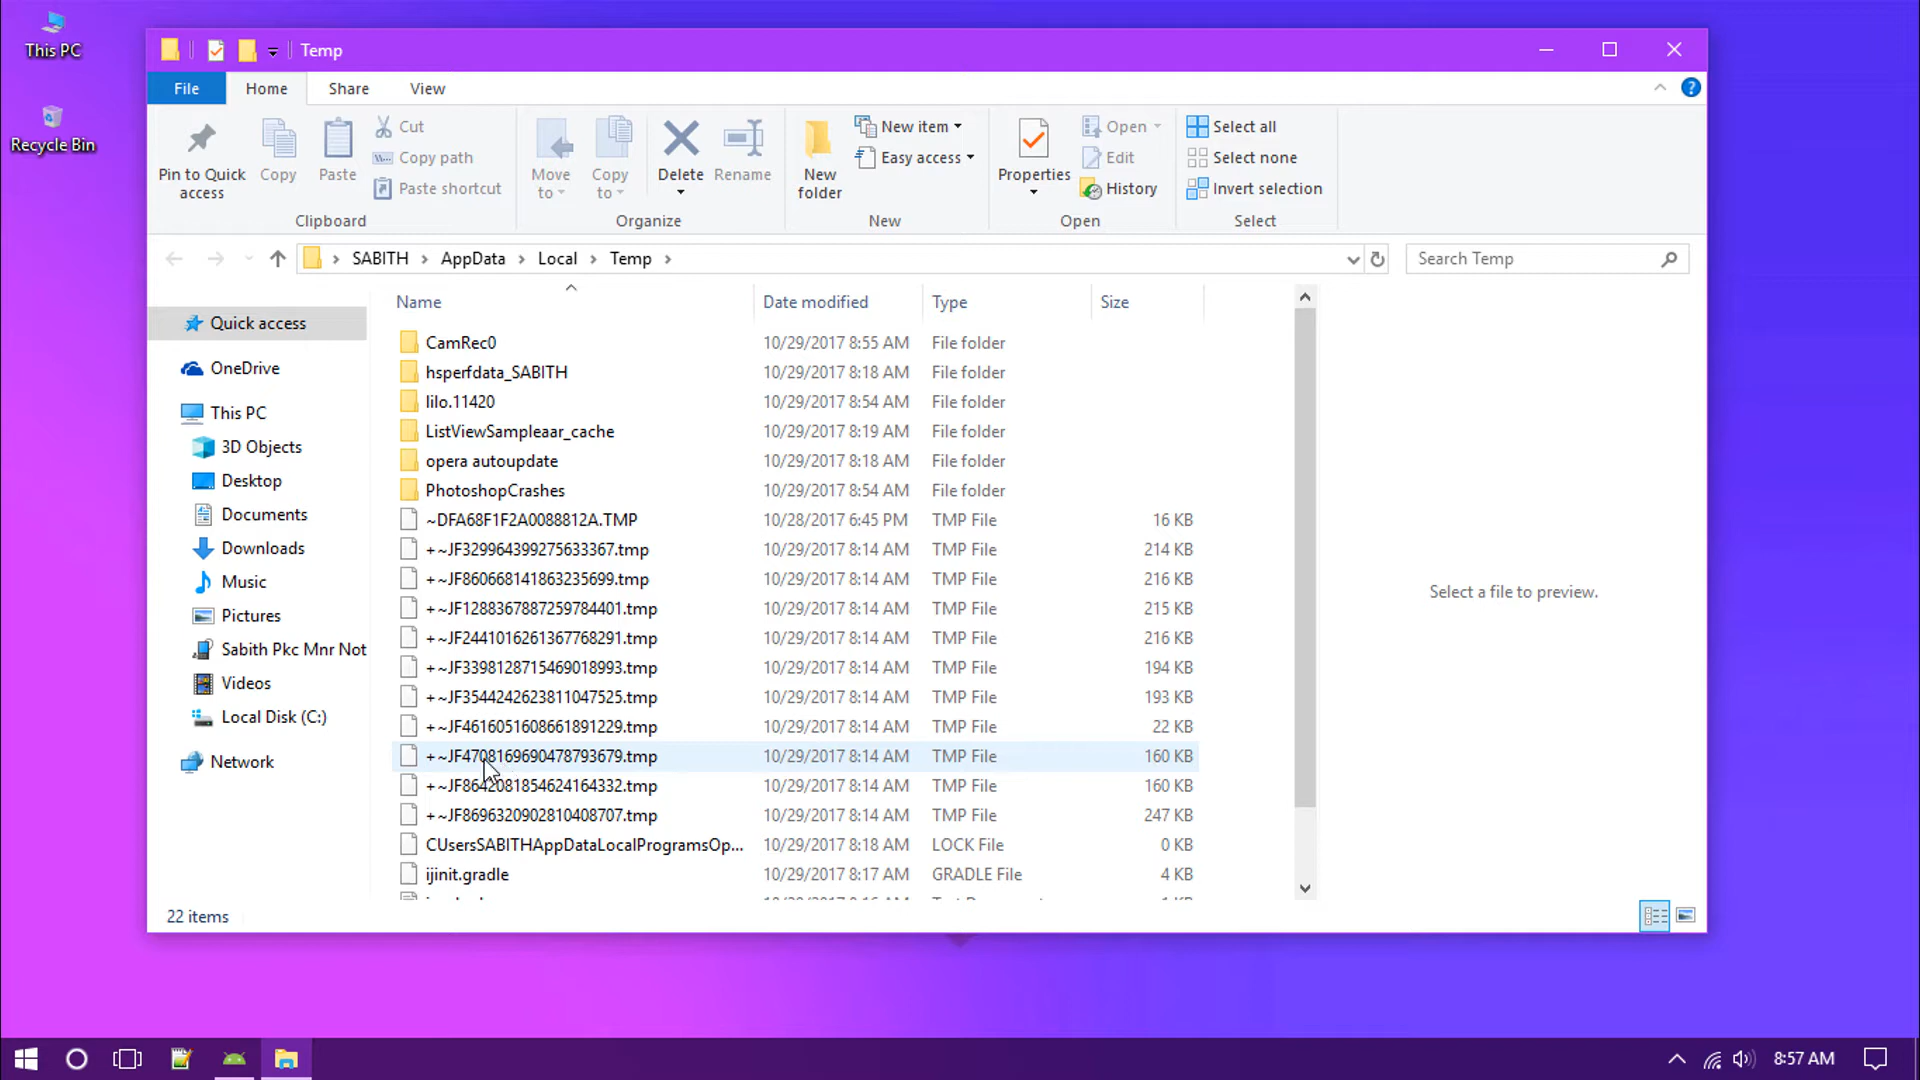 This PC
Recycle Bin
Temp
File Home Share View
Pin to Quick access
Copy
Paste
Cut
Copy path
Paste shortcut
Clipboard
Move to
Copy to
Delete
Rename
Organize
New folder
New item
Easy access
New
Properties
Open
Edit
History
Open
Select all
Select none
Invert selection
Select
SABITH > AppData > Local > Temp >
Search Temp
Quick access
OneDrive
This PC
3D Objects
Desktop
Documents
Downloads
Music
Pictures
Sabith Pkc Mnr Not
Videos
Local Disk (C:)
Network
Name Date modified Type Size
CamRec0 10/29/2017 8:55 AM File folder
hsperfdata_SABITH 10/29/2017 8:18 AM File folder
lilo.11420 10/29/2017 8:54 AM File folder
ListViewSampleaar_cache 10/29/2017 8:19 AM File folder
opera autoupdate 10/29/2017 8:18 AM File folder
PhotoshopCrashes 10/29/2017 8:54 AM File folder
~DFA68F1F2A0088812A.TMP 10/28/2017 6:45 PM TMP File 16 KB
+~JF329964399275633367.tmp 10/29/2017 8:14 AM TMP File 214 KB
+~JF860668141863235699.tmp 10/29/2017 8:14 AM TMP File 216 KB
+~JF1288367887259784401.tmp 10/29/2017 8:14 AM TMP File 215 KB
+~JF2441016261367768291.tmp 10/29/2017 8:14 AM TMP File 216 KB
+~JF3398128715469018993.tmp 10/29/2017 8:14 AM TMP File 194 KB
+~JF3544242623811047525.tmp 10/29/2017 8:14 AM TMP File 193 KB
+~JF4616051608661891229.tmp 10/29/2017 8:14 AM TMP File 22 KB
+~JF4708169690478793679.tmp 10/29/2017 8:14 AM TMP File 160 KB
+~JF8642081854624164332.tmp 10/29/2017 8:14 AM TMP File 160 KB
+~JF8696320902810408707.tmp 10/29/2017 8:14 AM TMP File 247 KB
CUsersSABITHAppDataLocalProgramsOp... 10/29/2017 8:18 AM LOCK File 0 KB
ijinit.gradle 10/29/2017 8:17 AM GRADLE File 4 KB
Select a file to preview.
22 items
8:57 AM